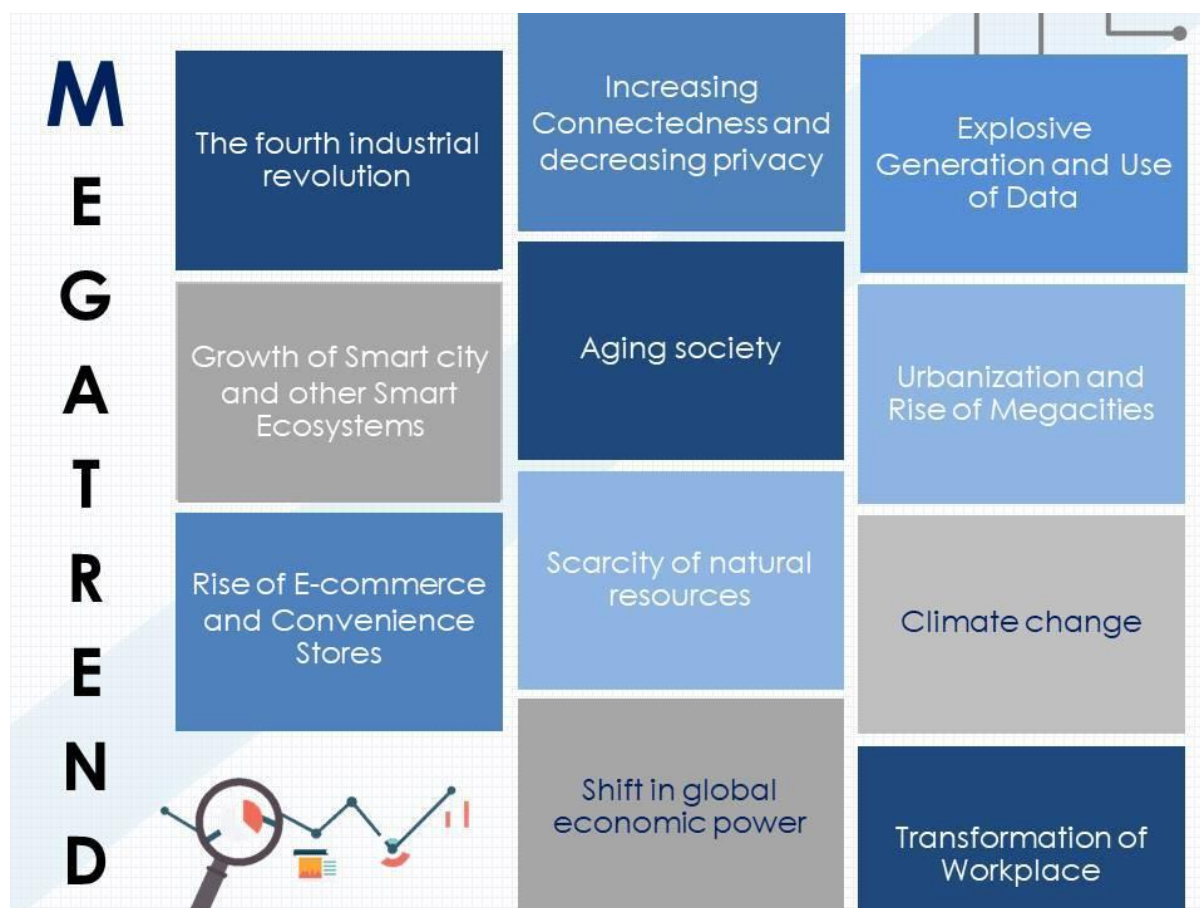 MEGATREND
The fourth industrial
revolution
Growth of Smart city
and other Smart
Ecosystems
Rise of E-commerce
and Convenience
Stores
Increasing
Connectedness and
decreasing privacy
Aging society
Scarcity of natural
resources
Shift in global
economic power
Explosive
Generation and Use
of Data
Urbanization and
Rise of Megacities
Climate change
Transformation of
Workplace